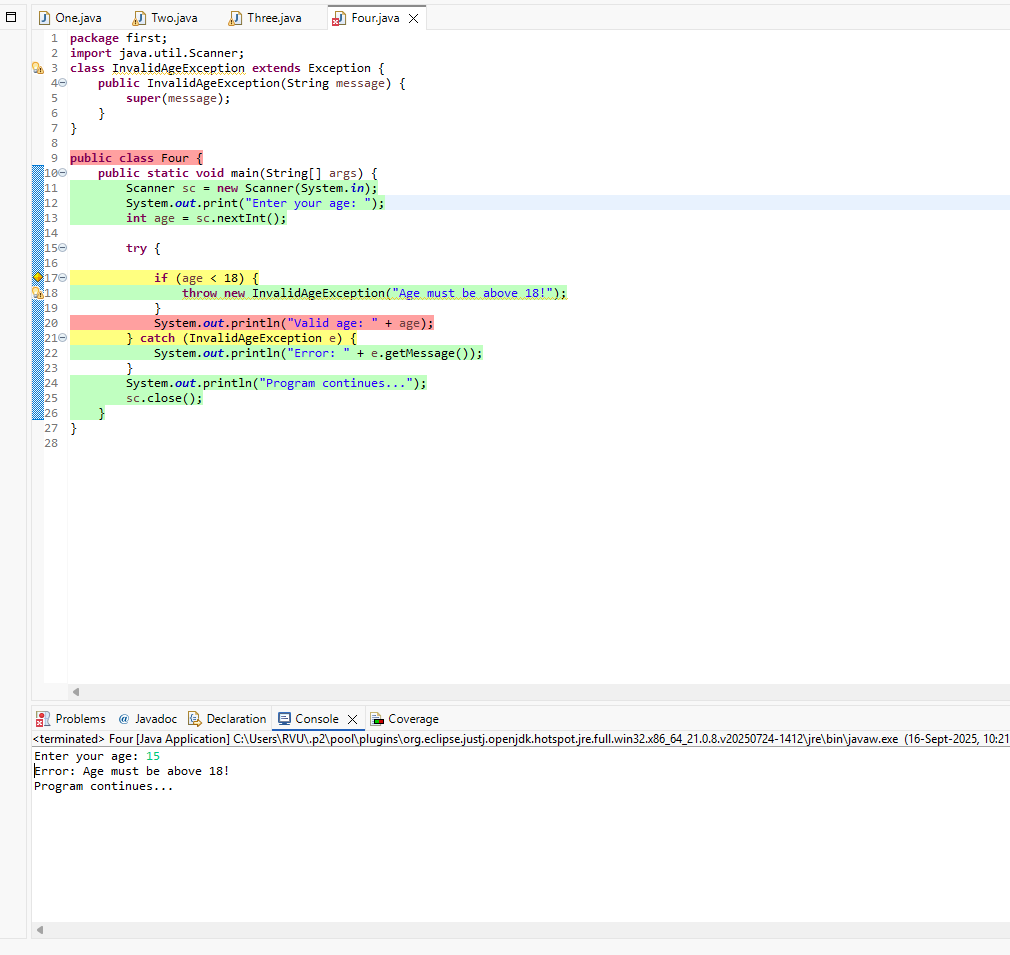 One.java Two.java Three.java Four.java
1 package first;
2 import java.util.Scanner;
3 class InvalidAgeException extends Exception {
4 public InvalidAgeException(String message) {
5 super(message);
6 }
7 }
8
9 public class Four {
10 public static void main(String[] args) {
11 Scanner sc = new Scanner(System.in);
12 System.out.print("Enter your age: ");
13 int age = sc.nextInt();
14
15 try {
16
17 if (age < 18) {
18 throw new InvalidAgeException("Age must be above 18!");
19 }
20 System.out.println("Valid age: " + age);
21 } catch (InvalidAgeException e) {
22 System.out.println("Error: " + e.getMessage());
23 }
24 System.out.println("Program continues...");
25 sc.close();
26 }
27 }
28
Problems @ Javadoc Declaration Console Coverage
<terminated> Four [Java Application] C:\Users\RVU\.p2\pool\plugins\org.eclipse.justj.openjdk.hotspot.jre.full.win32.x86_64_21.0.8.v20250724-1412\jre\bin\javaw.exe (16-Sept-2025, 10:21
Enter your age: 15
Error: Age must be above 18!
Program continues...